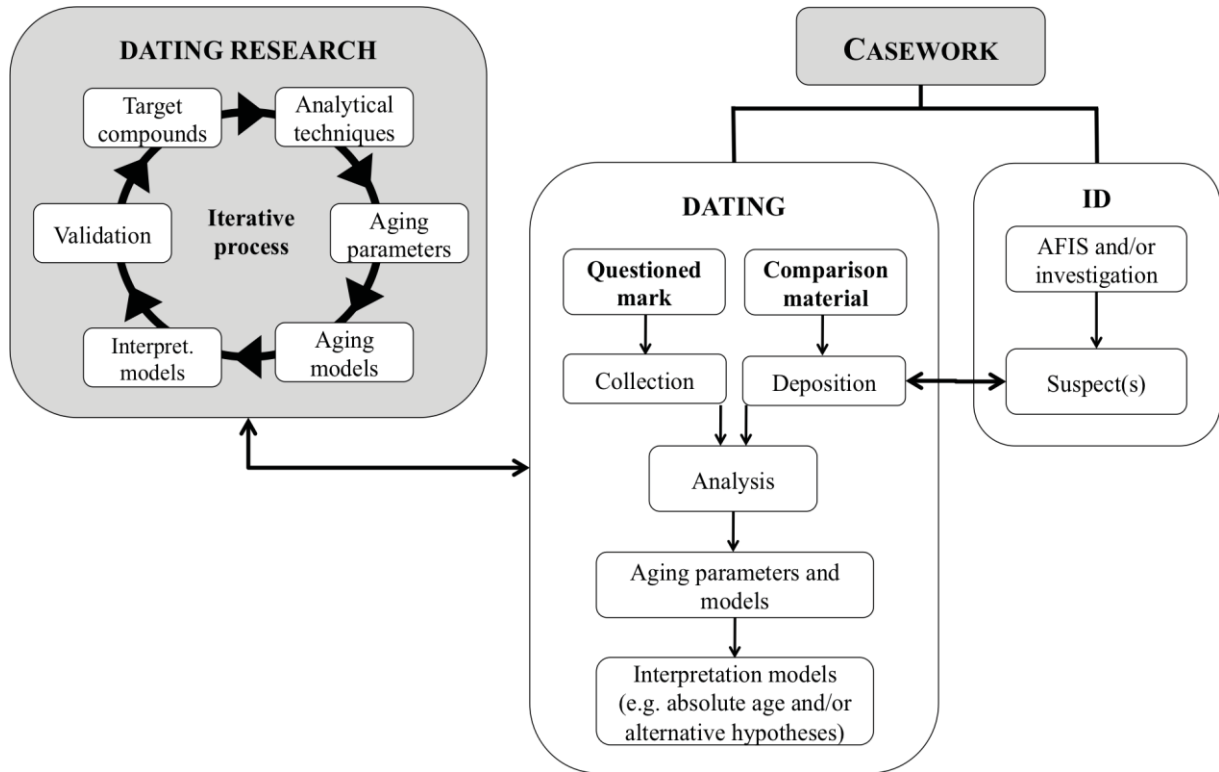 DATING RESEARCH
Target
compounds
Analytical
techniques
Iterative
process
Validation
Aging
parameters
Interpret.
models
Aging
models
CASEWORK
DATING
Questioned
mark
Comparison
material
Collection
Deposition
Analysis
Aging parameters and
models
Interpretation models
(e.g. absolute age and/or
alternative hypotheses)
ID
AFIS and/or
investigation
Suspect(s)